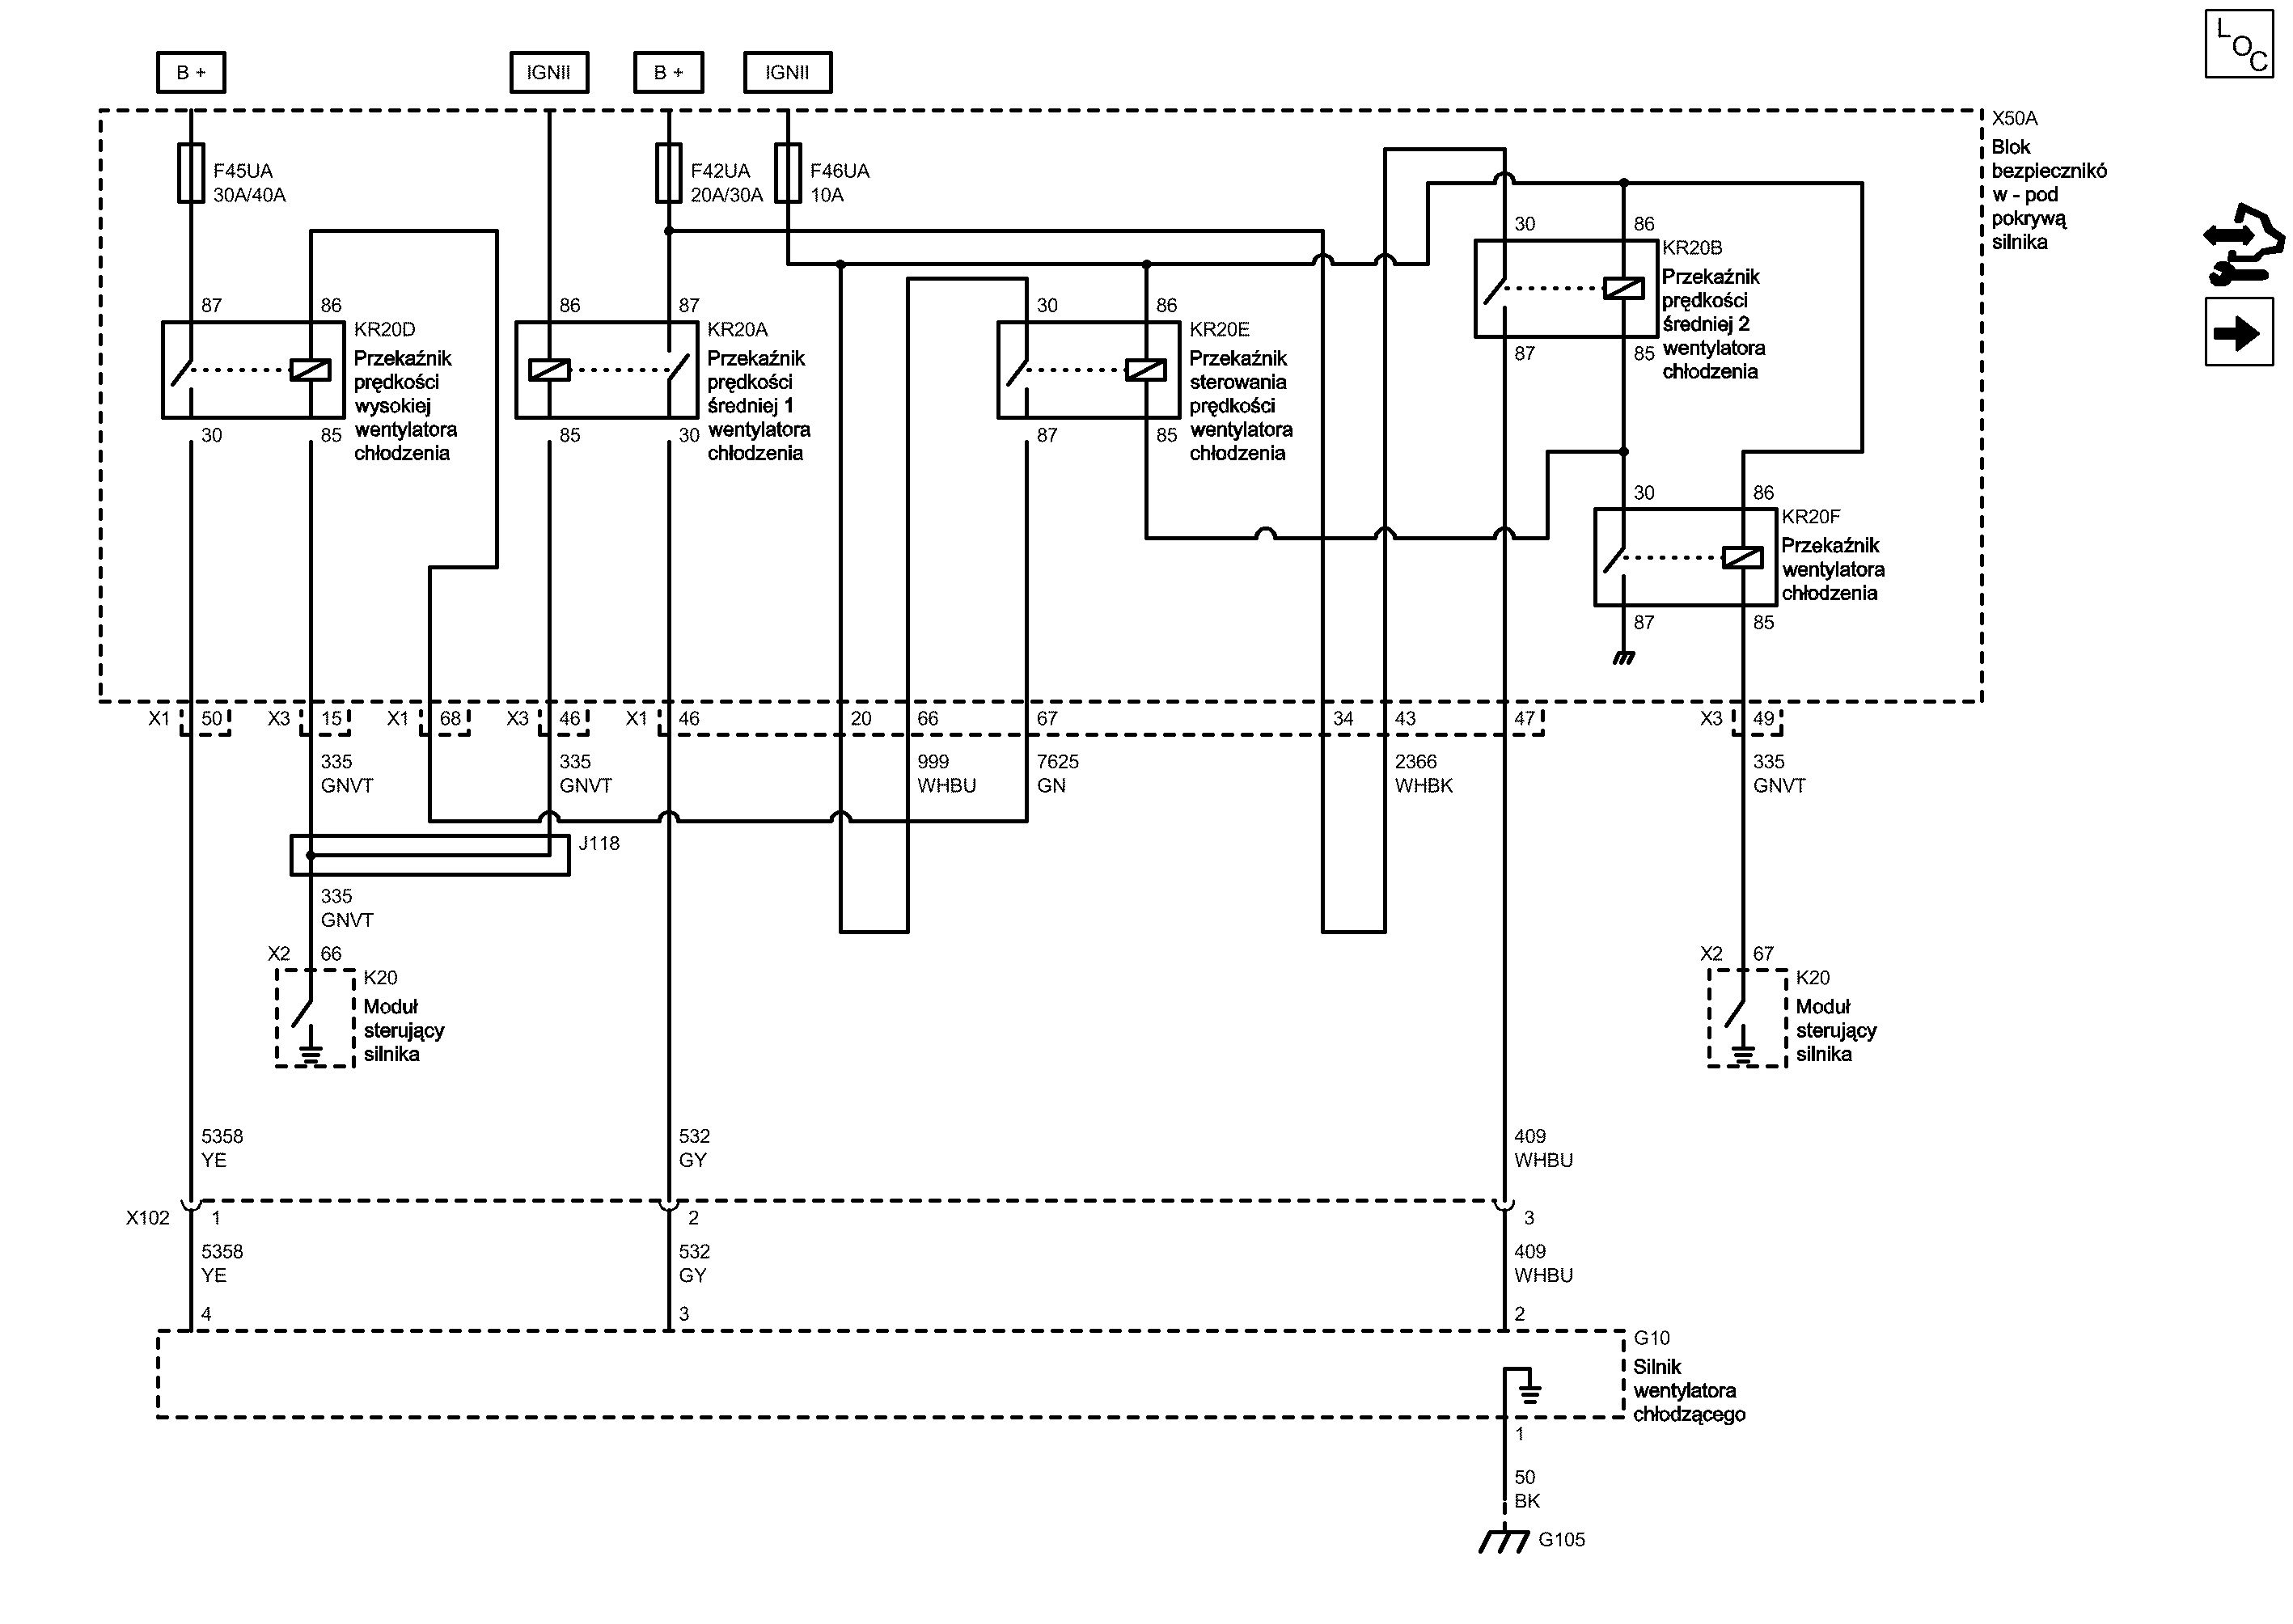 L
O
C
B +
IGNII
B +
IGNII
X50A
Blok
bezpiecznikó
w - pod
pokrywą
silnika
F45UA
30A/40A
F42UA
20A/30A
F46UA
10A
30
86
KR20B
Przekaźnik
prędkości
średniej 2
wentylatora
chłodzenia
87
85
87
86
KR20D
Przekaźnik
prędkości
wysokiej
wentylatora
chłodzenia
30
85
86
87
KR20A
Przekaźnik
prędkości
średniej 1
wentylatora
chłodzenia
85
30
30
86
KR20E
Przekaźnik
sterowania
prędkości
wentylatora
chłodzenia
87
85
30
86
KR20F
Przekaźnik
wentylatora
chłodzenia
87
85
X1 50
X3 15
X1 68
X3 46
X1 46
20
66
67
34
43
47
X3 49
335
GNVT
335
GNVT
999
WHBU
7625
GN
2366
WHBK
335
GNVT
J118
335
GNVT
X2 66
K20
Moduł
sterujący
silnika
X2 67
K20
Moduł
sterujący
silnika
5358
YE
532
GY
409
WHBU
X102 1
2
3
5358
YE
532
GY
409
WHBU
4
3
2
G10
Silnik
wentylatora
chłodzącego
1
50
BK
G105